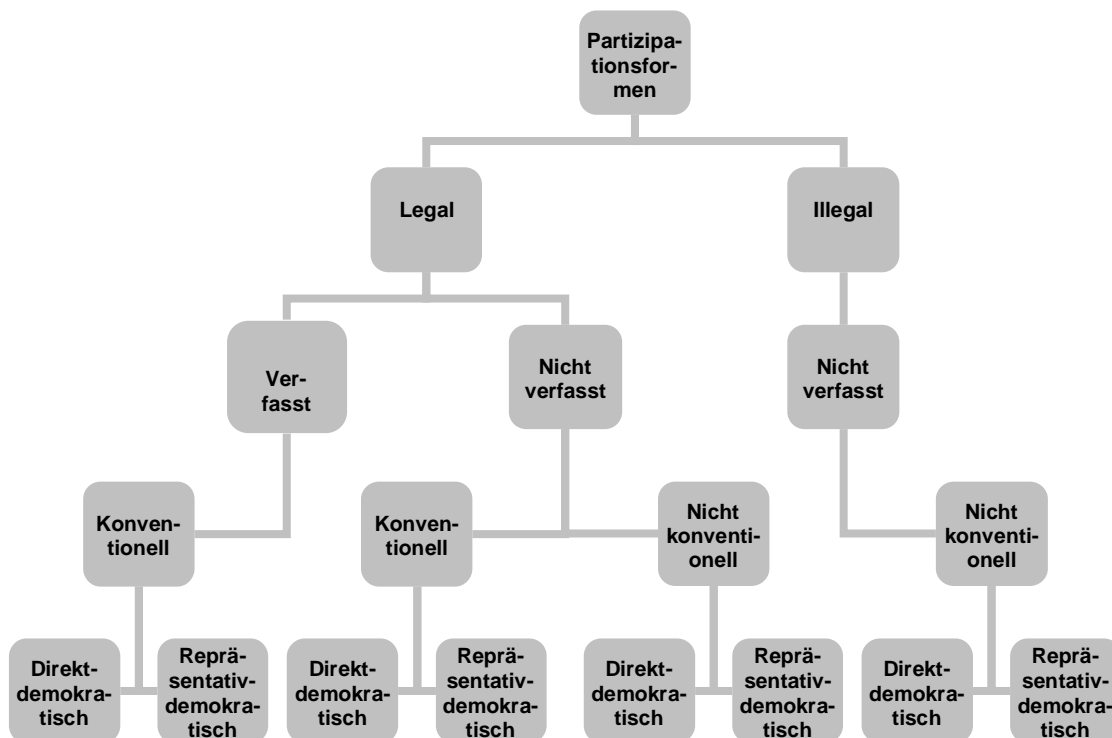 Partizipa-
tionsfor-
men
Legal
Illegal
Ver-
fasst
Nicht
verfasst
Nicht
verfasst
Konven-
tionell
Konven-
tionell
Nicht
konventi-
onell
Nicht
konventi-
onell
Direkt-
demokra-
tisch
Reprä-
sentativ-
demokra-
tisch
Direkt-
demokra-
tisch
Reprä-
sentativ-
demokra-
tisch
Direkt-
demokra-
tisch
Reprä-
sentativ-
demokra-
tisch
Direkt-
demokra-
tisch
Reprä-
sentativ-
demokra-
tisch